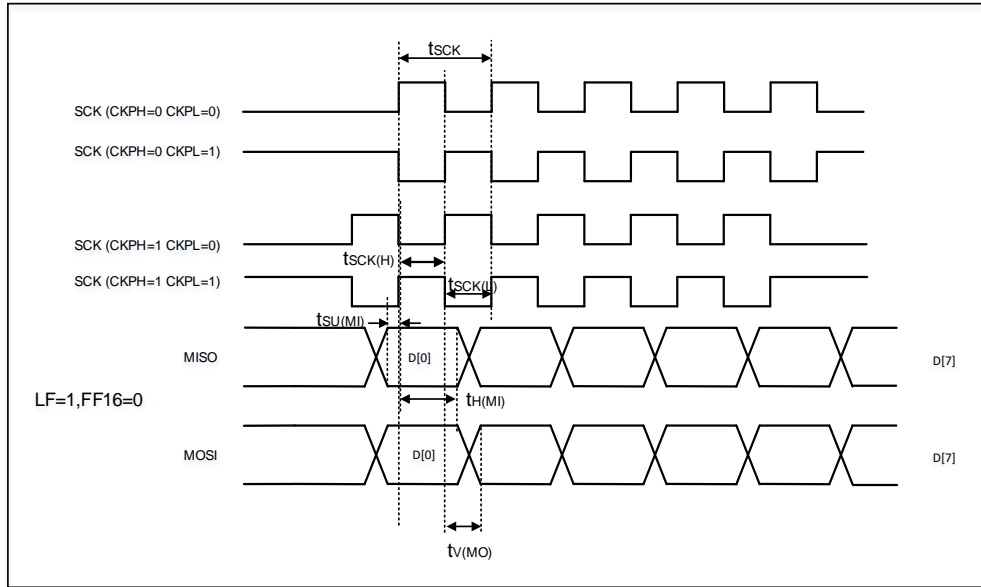 tSCK
SCK (CKPH=0 CKPL=0)
SCK (CKPH=0 CKPL=1)
SCK (CKPH=1 CKPL=0)
tSCK(H)
SCK (CKPH=1 CKPL=1)
tSCK(L)
tSU(MI)
MISO
D[0]
D[7]
LF=1,FF16=0
tH(MI)
MOSI
D[0]
D[7]
tV(MO)